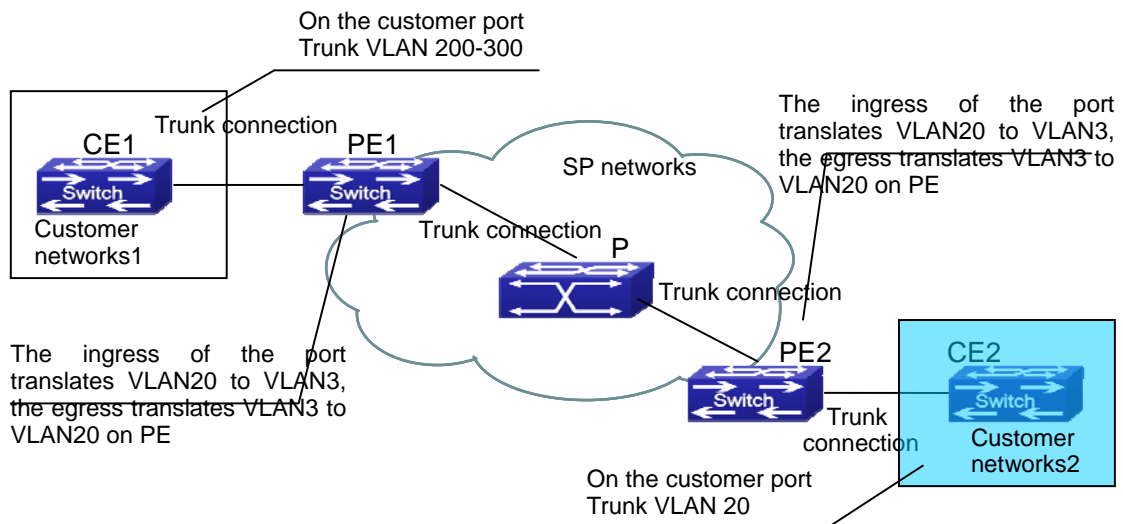 On the customer port
Trunk VLAN 200-300
Trunk connection
CE1
Switch
Customer
networks1
PE1
Switch
SP networks
The ingress of the port
translates VLAN20 to VLAN3,
the egress translates VLAN3 to
VLAN20 on PE
Trunk connection
P
Trunk connection
The ingress of the port
translates VLAN20 to VLAN3,
the egress translates VLAN3 to
VLAN20 on PE
PE2
Switch
CE2
Switch
Trunk
connection
Customer
networks2
On the customer port
Trunk VLAN 20